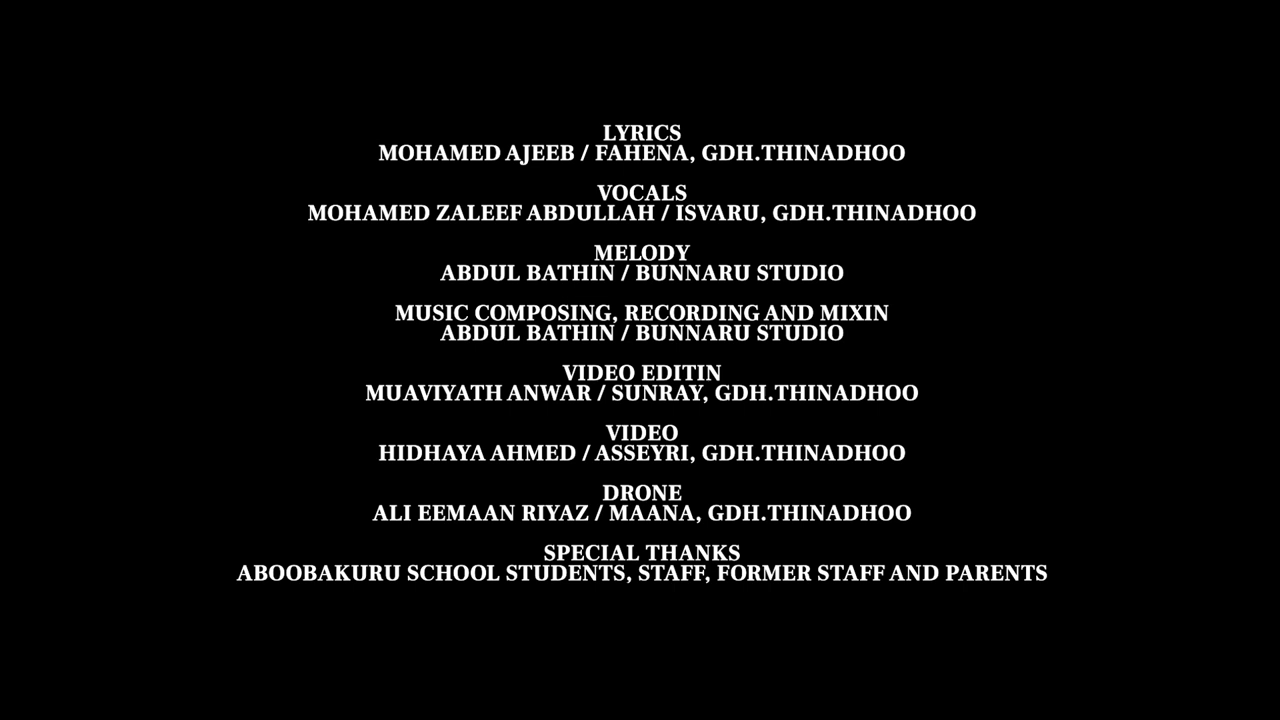 LYRICS
MOHAMED AJEEB / FAHENA, GDH.THINADHOO
VOCALS
MOHAMED ZALEEF ABDULLAH / ISVARU, GDH.THINADHOO
MELODY
ABDUL BATHIN / BUNNARU STUDIO
MUSIC COMPOSING, RECORDING AND MIXIN
ABDUL BATHIN / BUNNARU STUDIO
VIDEO EDITIN
MUAVIYATH ANWAR / SUNRAY, GDH.THINADHOO
VIDEO
HIDHAYA AHMED / ASSEYRI, GDH.THINADHOO
DRONE
ALI EEMAAN RIYAZ / MAANA, GDH.THINADHOO
SPECIAL THANKS
ABOOBAKURU SCHOOL STUDENTS, STAFF, FORMER STAFF AND PARENTS